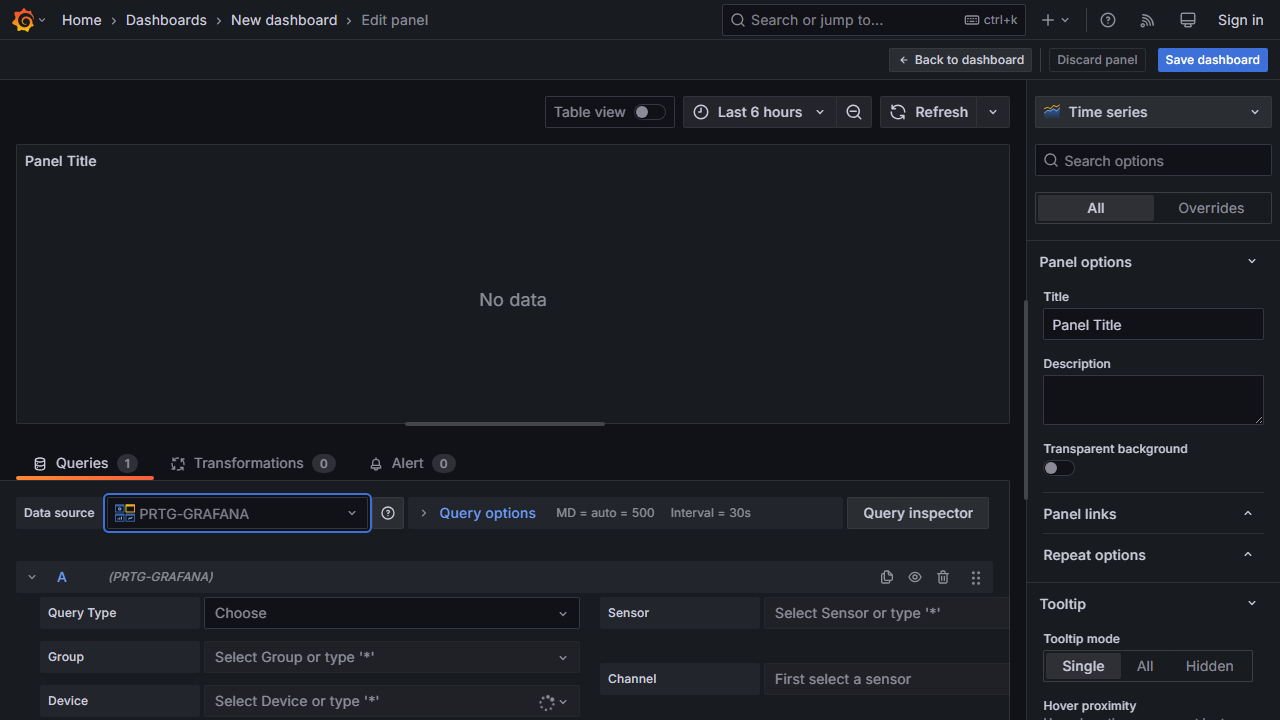 Home › Dashboards › New dashboard › Edit panel
Search or jump to... ctrl+k
Sign in
Back to dashboard
Discard panel
Save dashboard
Table view
Last 6 hours
Refresh
Time series
Panel Title
No data
Search options
All
Overrides
Panel options
Title
Panel Title
Description
Transparent background
Panel links
Repeat options
Tooltip
Tooltip mode
Single All Hidden
Hover proximity
Queries 1
Transformations 0
Alert 0
Data source PRTG-GRAFANA
Query options MD = auto = 500 Interval = 30s
Query inspector
A (PRTG-GRAFANA)
Query Type Choose
Sensor Select Sensor or type '*'
Group Select Group or type '*'
Channel First select a sensor
Device Select Device or type '*'